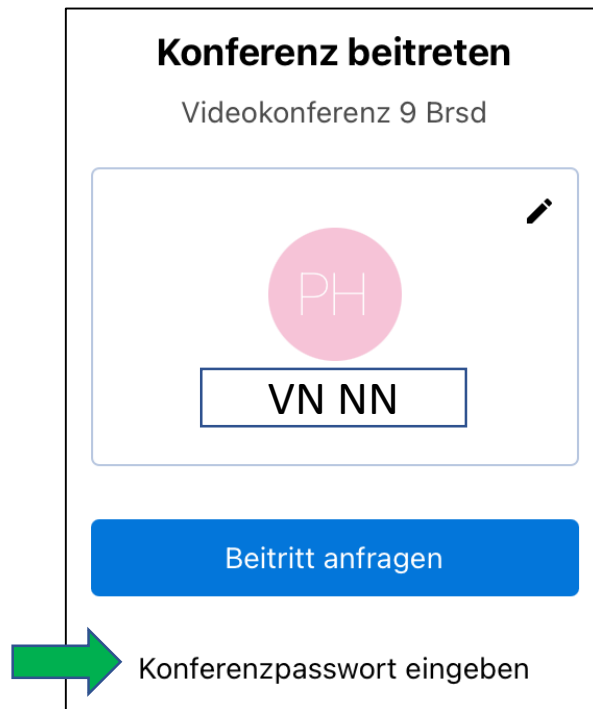 Konferenz beitreten
Videokonferenz 9 Brsd
PH
VN NN
Beitritt anfragen
Konferenzpasswort eingeben